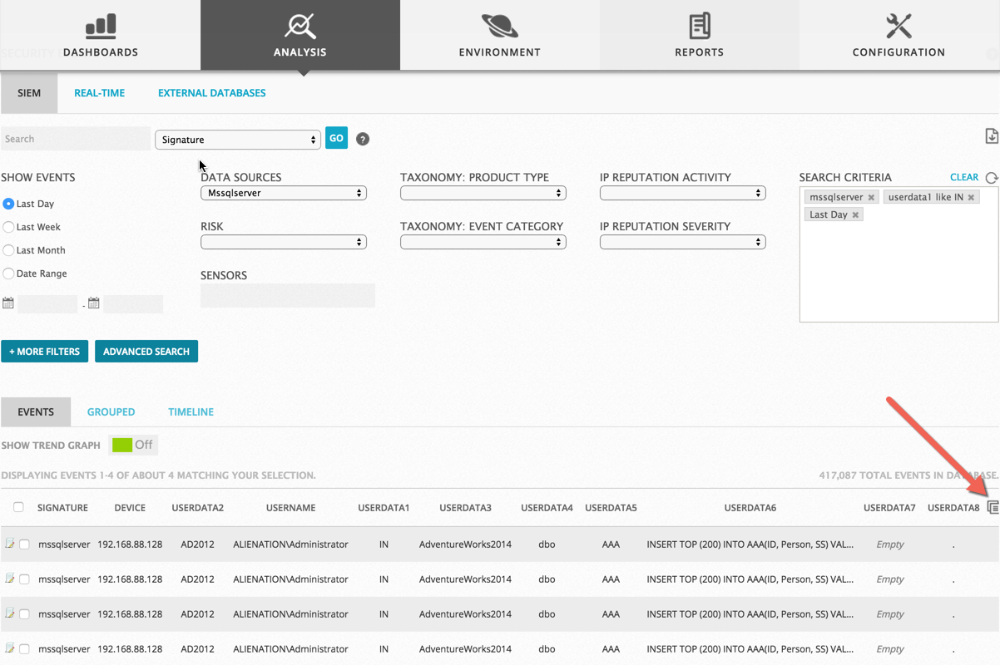 DASHBOARDS ANALYSIS ENVIRONMENT REPORTS CONFIGURATION
SIEM REAL-TIME EXTERNAL DATABASES
Search Signature GO ?
SHOW EVENTS DATA SOURCES TAXONOMY: PRODUCT TYPE IP REPUTATION ACTIVITY SEARCH CRITERIA CLEAR
Mssqlserver mssqlserver userdata1 like IN
Last Day Last Day
Last Week RISK TAXONOMY: EVENT CATEGORY IP REPUTATION SEVERITY
Last Month
Date Range SENSORS
-
+ MORE FILTERS ADVANCED SEARCH
EVENTS GROUPED TIMELINE
SHOW TREND GRAPH Off
DISPLAYING EVENTS 1-4 OF ABOUT 4 MATCHING YOUR SELECTION. 417,087 TOTAL EVENTS IN DATABASE.
SIGNATURE DEVICE USERDATA2 USERNAME USERDATA1 USERDATA3 USERDATA4 USERDATA5 USERDATA6 USERDATA7 USERDATA8
mssqlserver 192.168.88.128 AD2012 ALIENATION\Administrator IN AdventureWorks2014 dbo AAA INSERT TOP (200) INTO AAA(ID, Person, SS) VAL... Empty .
mssqlserver 192.168.88.128 AD2012 ALIENATION\Administrator IN AdventureWorks2014 dbo AAA INSERT TOP (200) INTO AAA(ID, Person, SS) VAL... Empty .
mssqlserver 192.168.88.128 AD2012 ALIENATION\Administrator IN AdventureWorks2014 dbo AAA INSERT TOP (200) INTO AAA(ID, Person, SS) VAL... Empty .
mssqlserver 192.168.88.128 AD2012 ALIENATION\Administrator IN AdventureWorks2014 dbo AAA INSERT TOP (200) INTO AAA(ID, Person, SS) VAL... Empty .